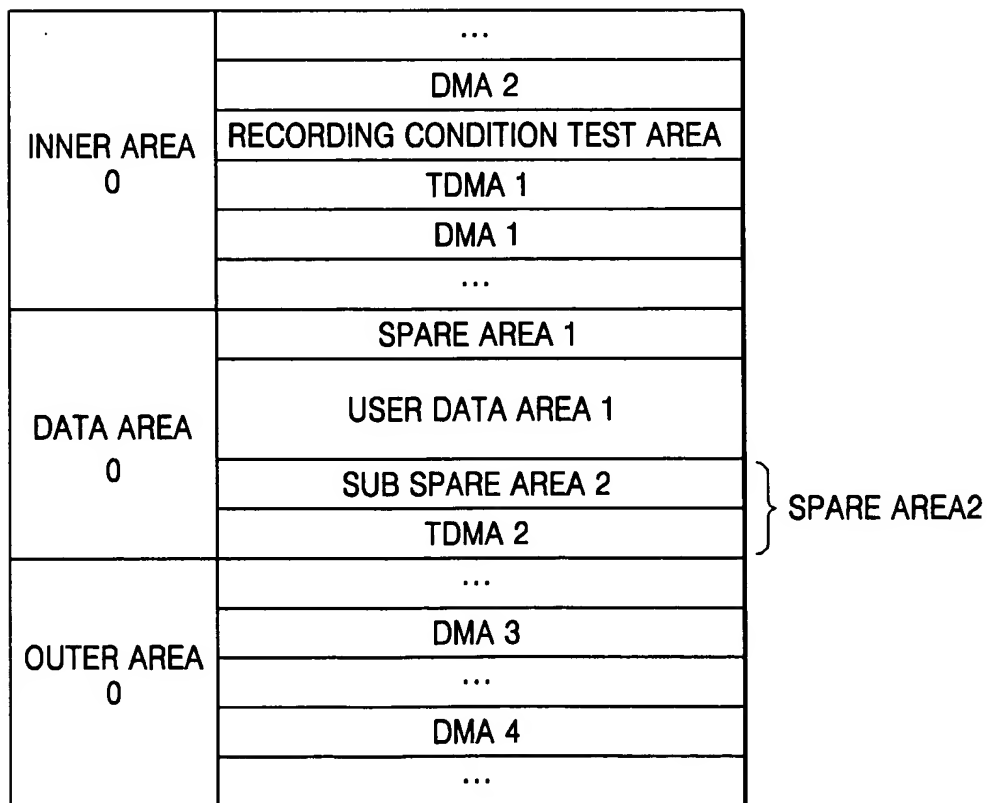 INNER AREA
0
...
DMA 2
RECORDING CONDITION TEST AREA
TDMA 1
DMA 1
...
DATA AREA
0
SPARE AREA 1
USER DATA AREA 1
SUB SPARE AREA 2
TDMA 2
SPARE AREA2
OUTER AREA
0
...
DMA 3
...
DMA 4
...